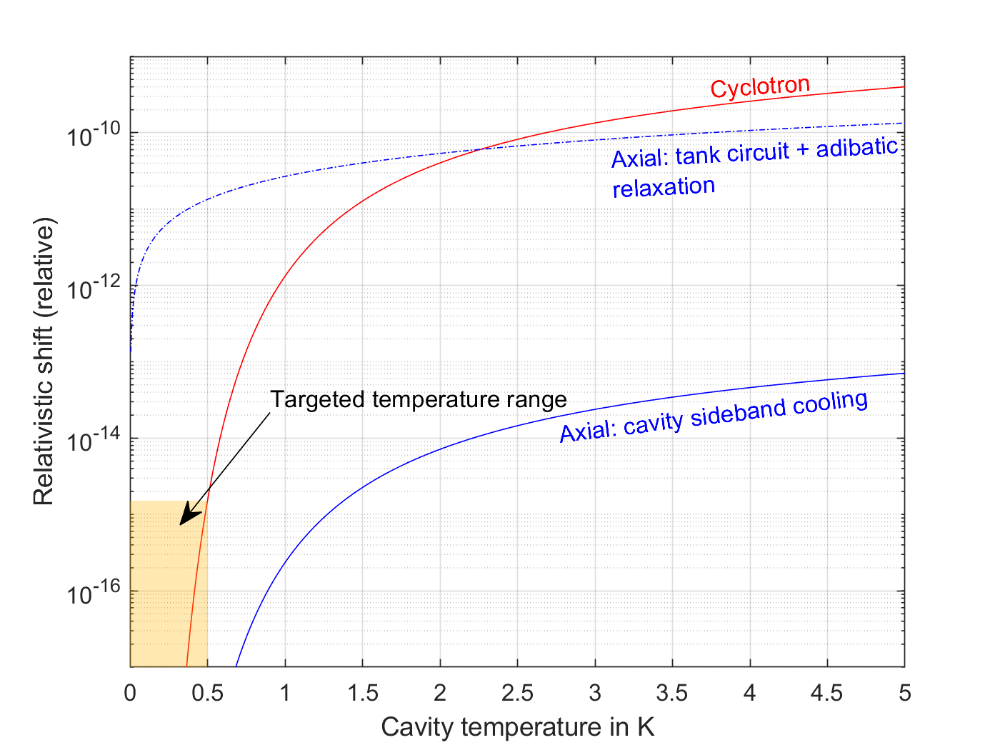 Cyclotron
10-10
Axial: tank circuit + adibatic
relaxation
10-12
Relativistic shift (relative)
Targeted temperature range
Axial: cavity sideband cooling
10-14
10-16
0 0.5 1 1.5 2 2.5 3 3.5 4 4.5 5
Cavity temperature in K